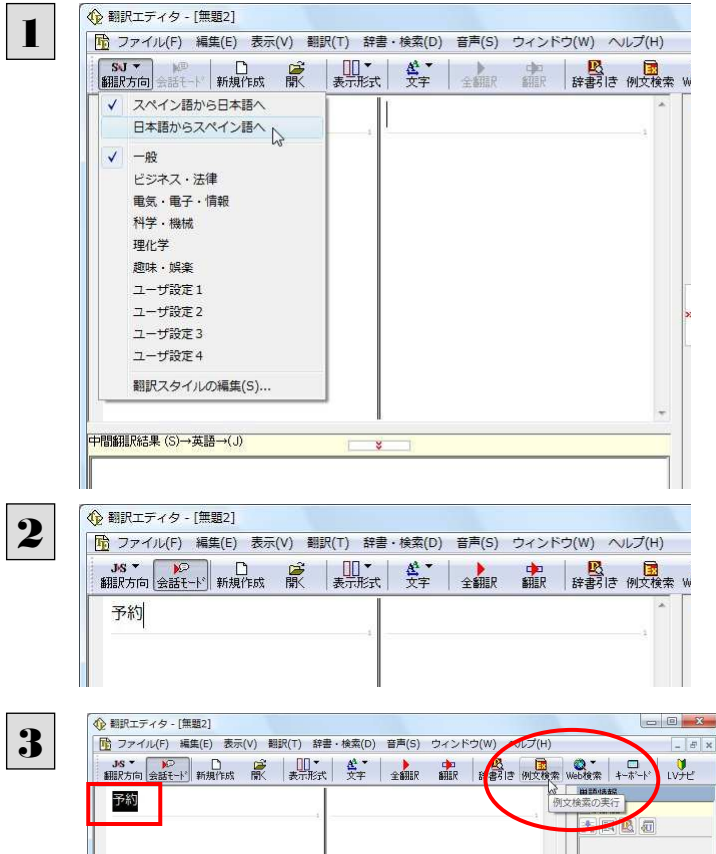 1
翻訳エディタ - [無題2]
ファイル(F) 編集(E) 表示(V) 翻訳(T) 辞書・検索(D) 音声(S) ウィンドウ(W) ヘルプ(H)
SJ
翻訳方向 会話モード 新規作成 開く 表示形式 文字 全翻訳 翻訳 辞書引き 例文検索 W
✓ スペイン語から日本語へ
日本語からスペイン語へ
✓ 一般
ビジネス・法律
電気・電子・情報
科学・機械
理化学
趣味・娯楽
ユーザ設定1
ユーザ設定2
ユーザ設定3
ユーザ設定4
翻訳スタイルの編集(S)...
1
1
中間翻訳結果 (S)→英語→(J)
2
翻訳エディタ - [無題2]
ファイル(F) 編集(E) 表示(V) 翻訳(T) 辞書・検索(D) 音声(S) ウィンドウ(W) ヘルプ(H)
J›S
翻訳方向 会話モード 新規作成 開く 表示形式 文字 全翻訳 翻訳 辞書引き 例文検索 W
予約
1
1
3
翻訳エディタ - [無題2]
ファイル(F) 編集(E) 表示(V) 翻訳(T) 辞書・検索(D) 音声(S) ウィンドウ(W) ヘルプ(H)
J›S
翻訳方向 会話モード 新規作成 開く 表示形式 文字 全翻訳 翻訳 辞書引き 例文検索 Web検索 キーボード LVナビ
予約
例文検索の実行
1
1